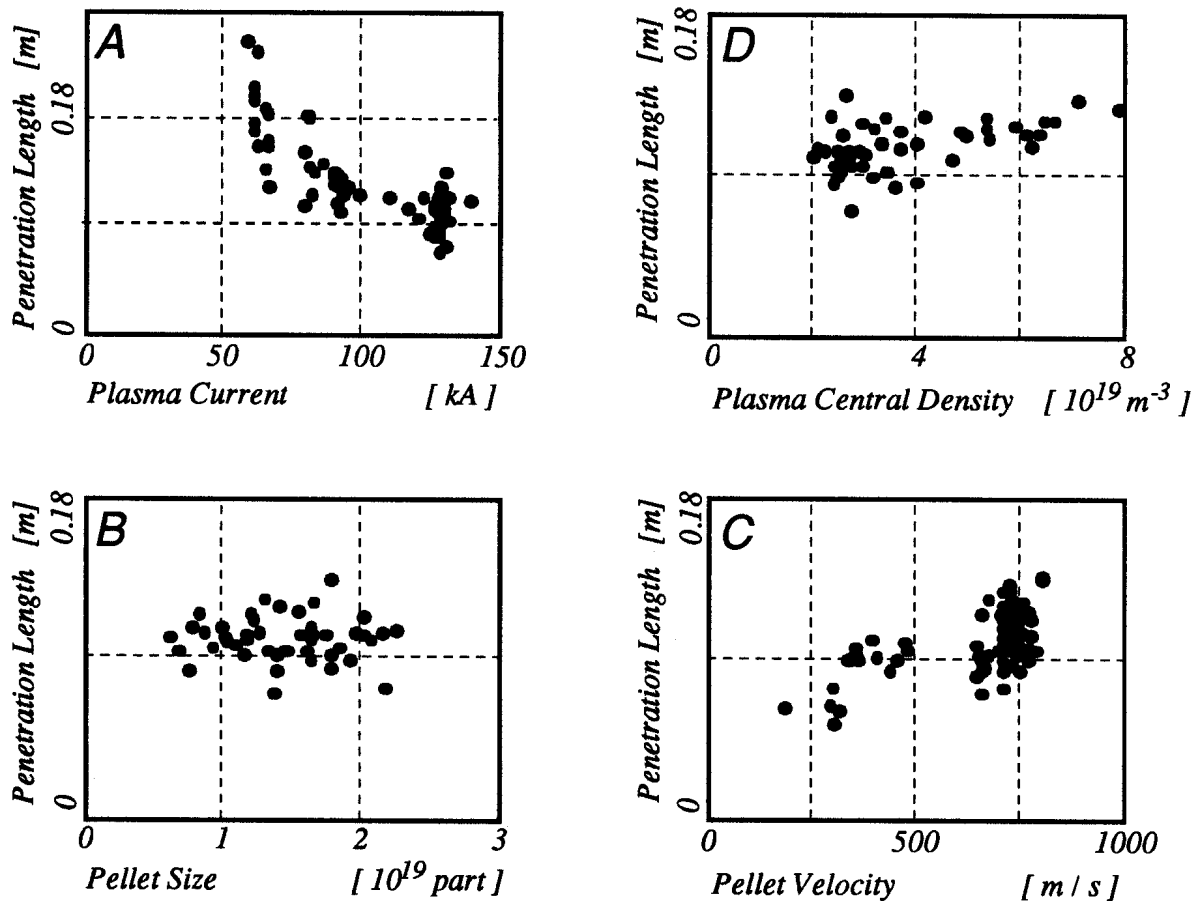 A
Penetration Length [m]
0.18
0
0 50 100 150
Plasma Current [ kA ]
D
Penetration Length [m]
0.18
0
0 4 8
Plasma Central Density [ 10^19 m^-3 ]
B
Penetration Length [m]
0.18
0
0 1 2 3
Pellet Size [ 10^19 part ]
C
Penetration Length [m]
0.18
0
0 500 1000
Pellet Velocity [ m / s ]